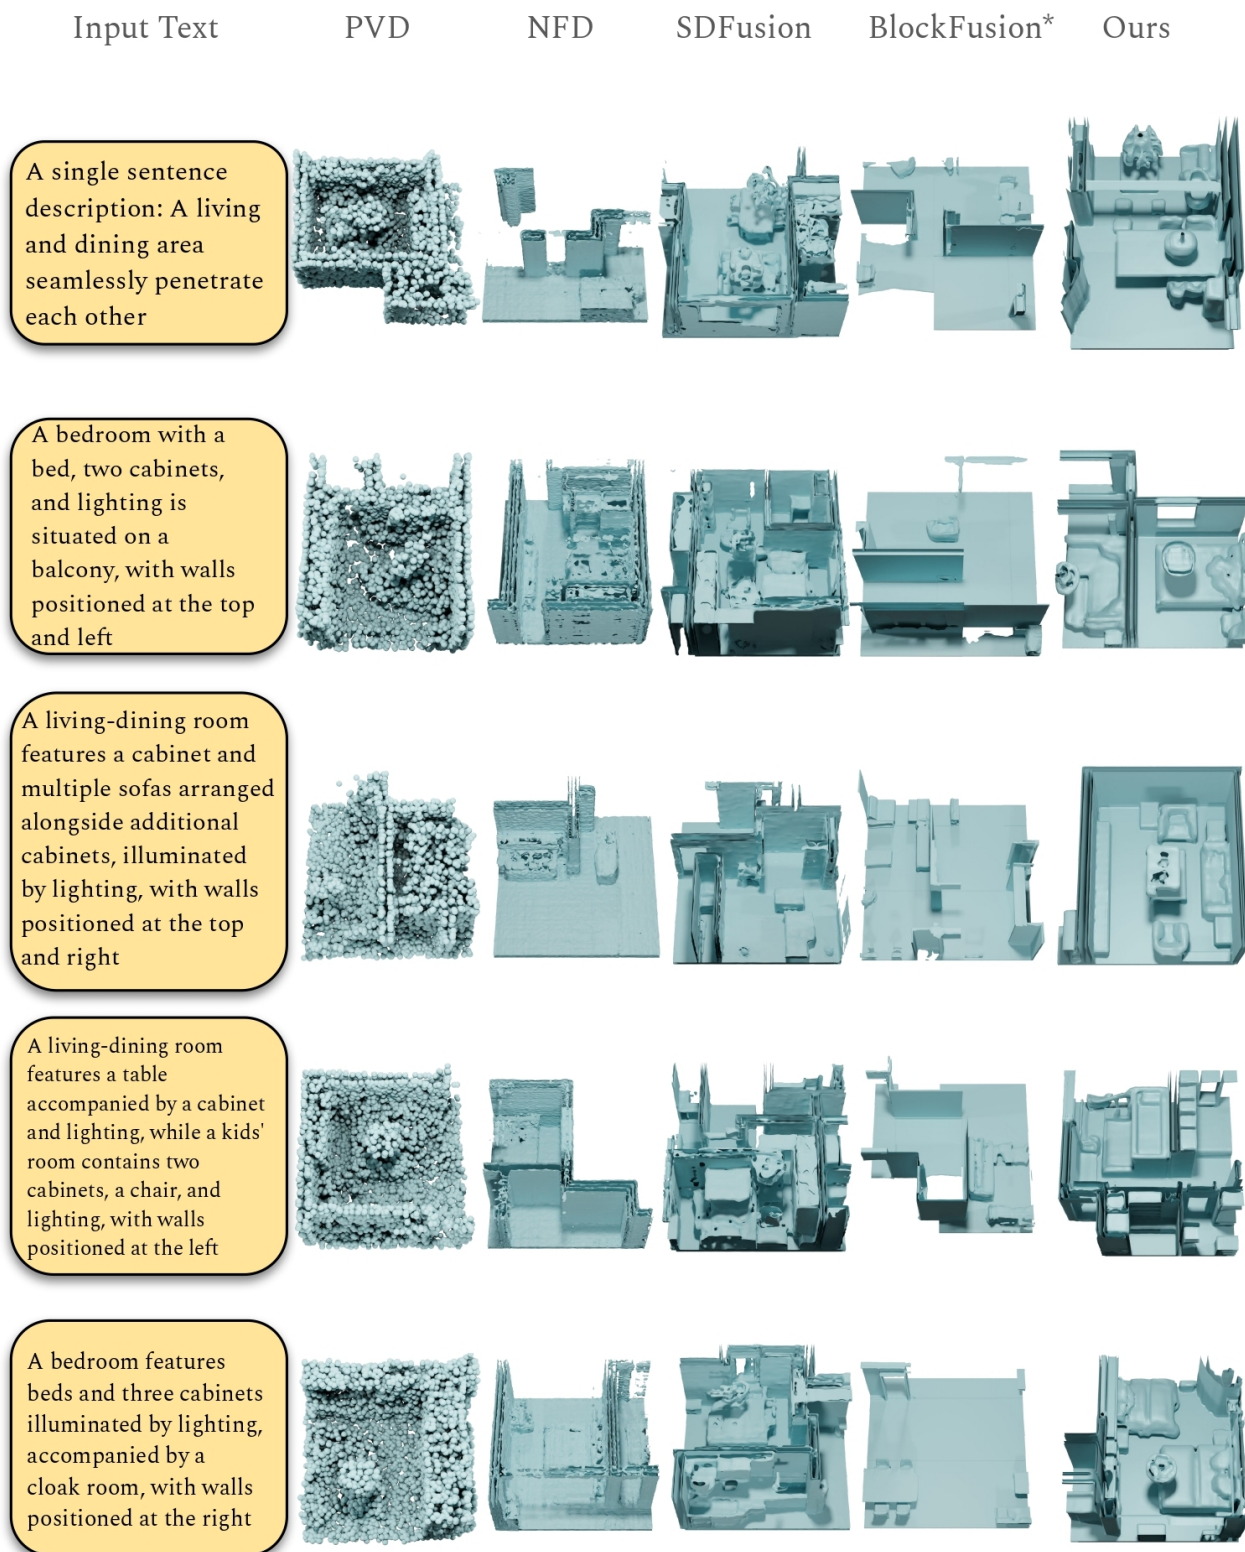 Input Text PVD NFD SDFusion BlockFusion* Ours
A single sentence
description: A living
and dining area
seamlessly penetrate
each other
A bedroom with a
bed, two cabinets,
and lighting is
situated on a
balcony, with walls
positioned at the top
and left
A living-dining room
features a cabinet and
multiple sofas arranged
alongside additional
cabinets, illuminated
by lighting, with walls
positioned at the top
and right
A living-dining room
features a table
accompanied by a cabinet
and lighting, while a kids'
room contains two
cabinets, a chair, and
lighting, with walls
positioned at the left
A bedroom features
beds and three cabinets
illuminated by lighting,
accompanied by a
cloak room, with walls
positioned at the right